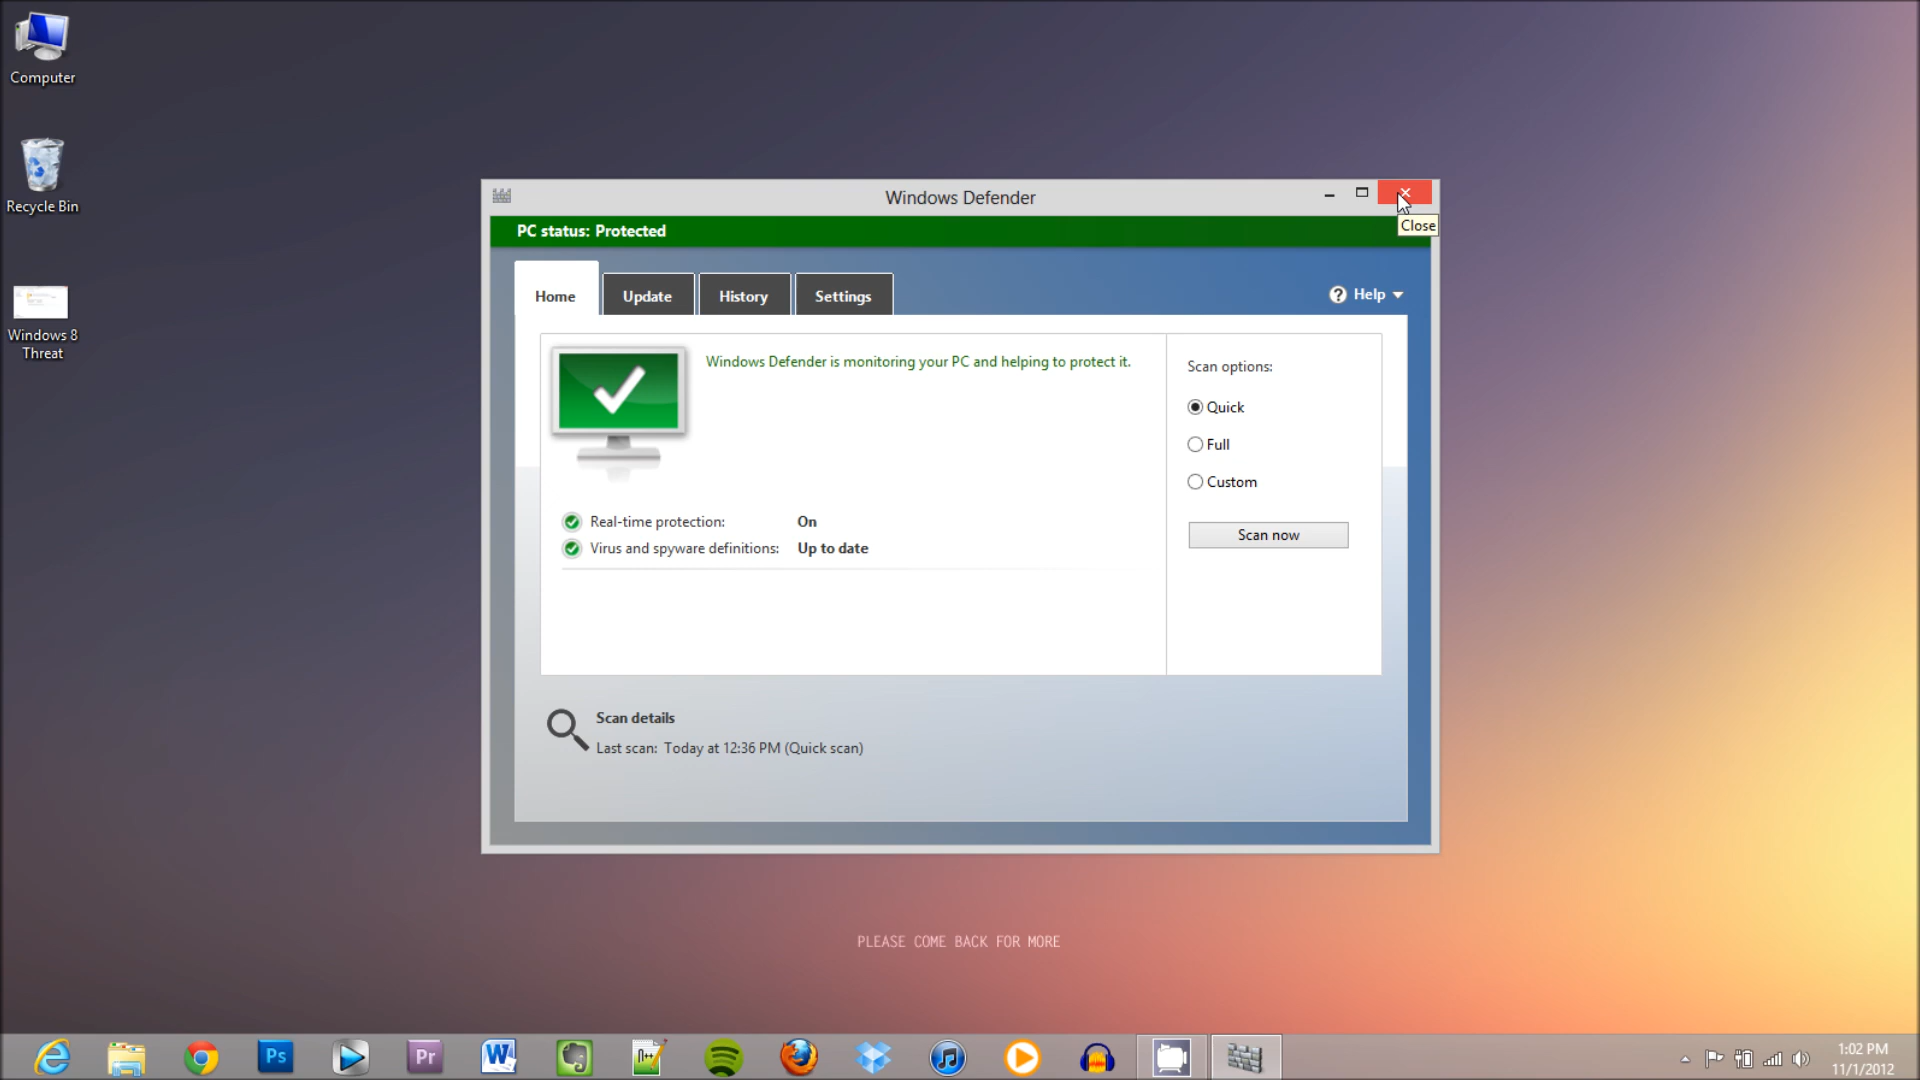 Computer
Recycle Bin
Windows 8
Threat
Windows Defender
Close
PC status: Protected
Home
Update
History
Settings
? Help
Windows Defender is monitoring your PC and helping to protect it.
Real-time protection: On
Virus and spyware definitions: Up to date
Scan options:
Quick
Full
Custom
Scan now
Scan details
Last scan: Today at 12:36 PM (Quick scan)
PLEASE COME BACK FOR MORE
Ps
Pr
W
n++
1:02 PM
11/1/2012